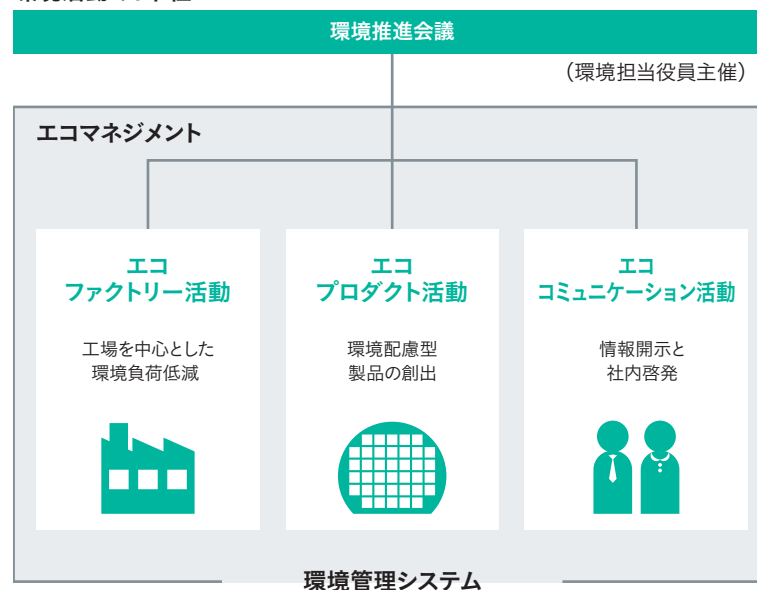 環境推進会議
（環境担当役員主催）
エコマネジメント
エコ
ファクトリー活動
工場を中心とした
環境負荷低減
エコ
プロダクト活動
環境配慮型
製品の創出
エコ
コミュニケーション活動
情報開示と
社内啓発
環境管理システム